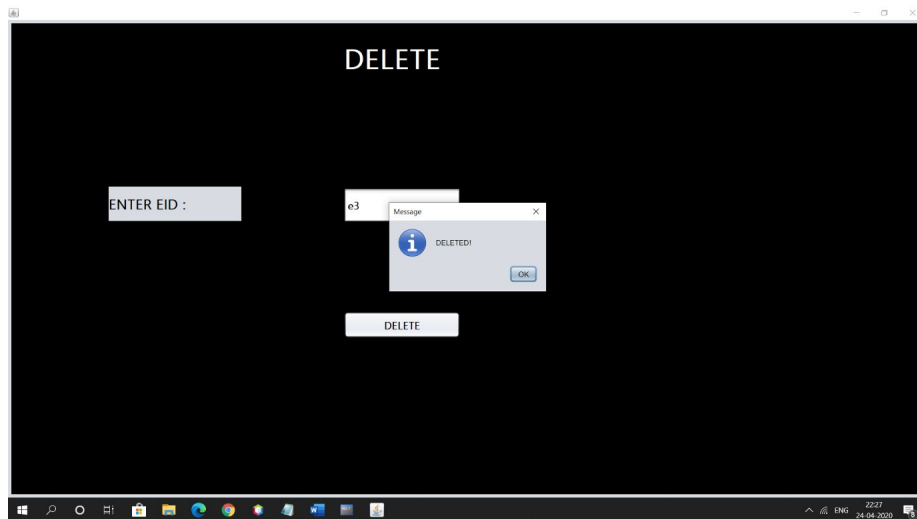 DELETE
ENTER EID :
e3
Message
DELETED!
OK
DELETE
ENG
22:27
24-04-2020